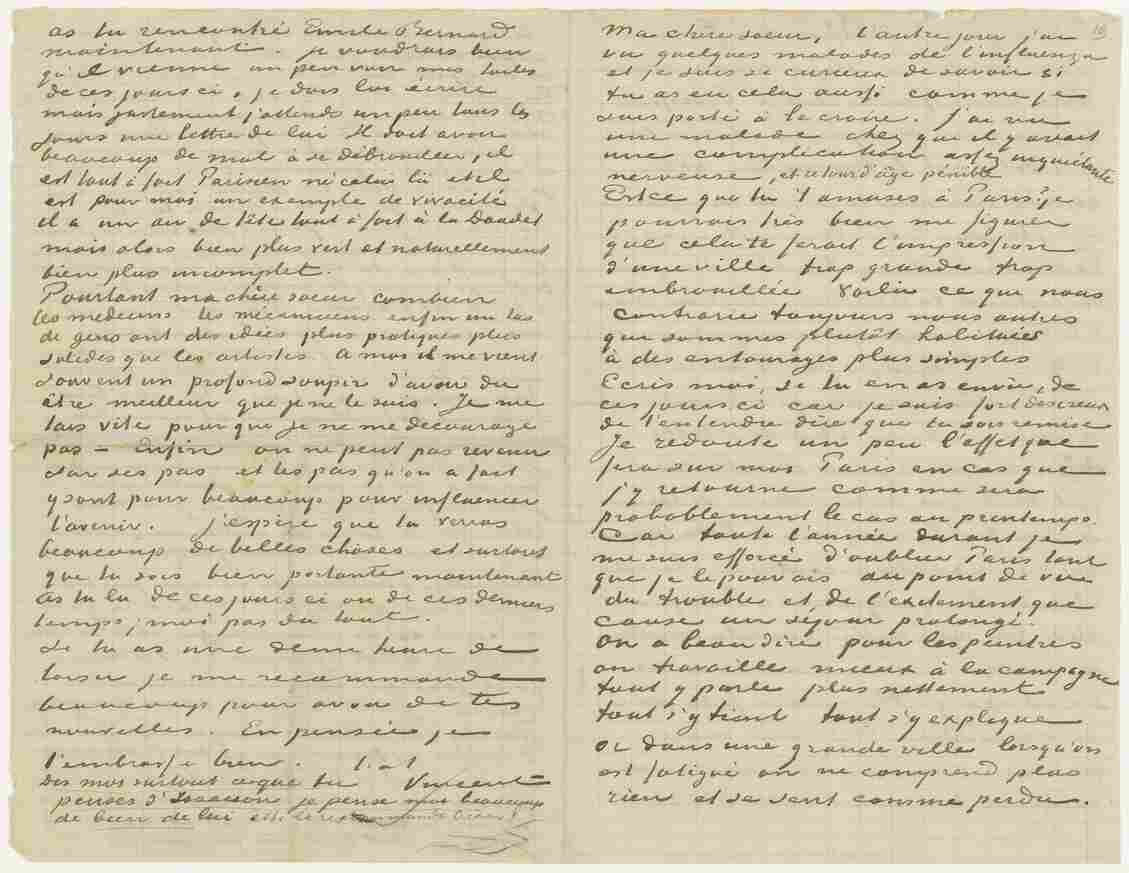 Ma chère soeur, l'autre jour j'ai
vu quelques malades de l'influenza
et je suis si curieux de savoir si
tu as eu cela aussi comme je
suis porté à le croire. J'ai vu
une malade chez qui il y avait
une complication assez inquiétante
nerveuse, et retour d'âge pénible
Est ce que tu t'amuses à Paris? je
pourrais très bien me figurer
que cela te ferait l'impression
d'une ville trop grande trop
embrouillée Voilà ce qui nous
contrarie toujours nous autres
qui sommes plutôt habitués
à des entourages plus simples
Ecris moi, si tu en as envie, de
ces jours ci car je suis fort desireux
de t'entendre dire que tu sois remise
Je redoute un peu l'effet que
fera sur moi Paris en cas que
j'y retourne comme sera
probablement le cas au printemps.
Car toute l'année durant je
me suis efforcé d'oublier Paris tant
que je le pouvais au point de vue
du trouble et de l'excitement que
cause un séjour prolongé.
On a beau dire pour les peintres
on travaille mieux à la campagne
tout y parle plus nettement
tout s'y tient tout s'y explique
or dans une grande ville lorsqu'on
est fatigué on ne comprend plus
rien et se sent comme perdu.
as tu rencontré Emile Bernard
maintenant. je voudrais bien
qu'il vienne un peu voir mes toiles
de ces jours ci, je dois lui écrire
mais justement j'attends un peu tous les
jours une lettre de lui Il doit avoir
beaucoup de mal à se débrouiller, il
est tout à fait Parisien né celui là et il
est pour moi un exemple de vivacité
il a un air de tête tout à fait à la Daudet
mais alors bien plus vert et naturellement
bien plus incomplet.
Pourtant ma chère soeur combien
les medecins les mécaniciens enfin un tas
de gens ont des idées plus pratiques plus
solides que les artistes. A moi il me vient
souvent un profond soupir d'avoir dû
être meilleur que je ne le suis. Je me
tais vite pour que je ne me décourage
pas – Enfin on ne peut pas revenir
sur ses pas et les pas qu'on a fait
y sont pour beaucoup pour influencer
l'avenir. J'espère que tu verras
beaucoup de belles choses et surtout
que tu sois bien portante maintenant
As tu lu de ces jours ci ou de ces derniers
temps; moi pas du tout.
Si tu as une demi heure de
loisir je me recommande
beaucoup pour avoir de tes
nouvelles. En pensée je
t'embrasse bien. t. à t.
Vincent
Dis moi surtout ce que tu
penses d'Isaacson je pense moi beaucoup
de bien de lui